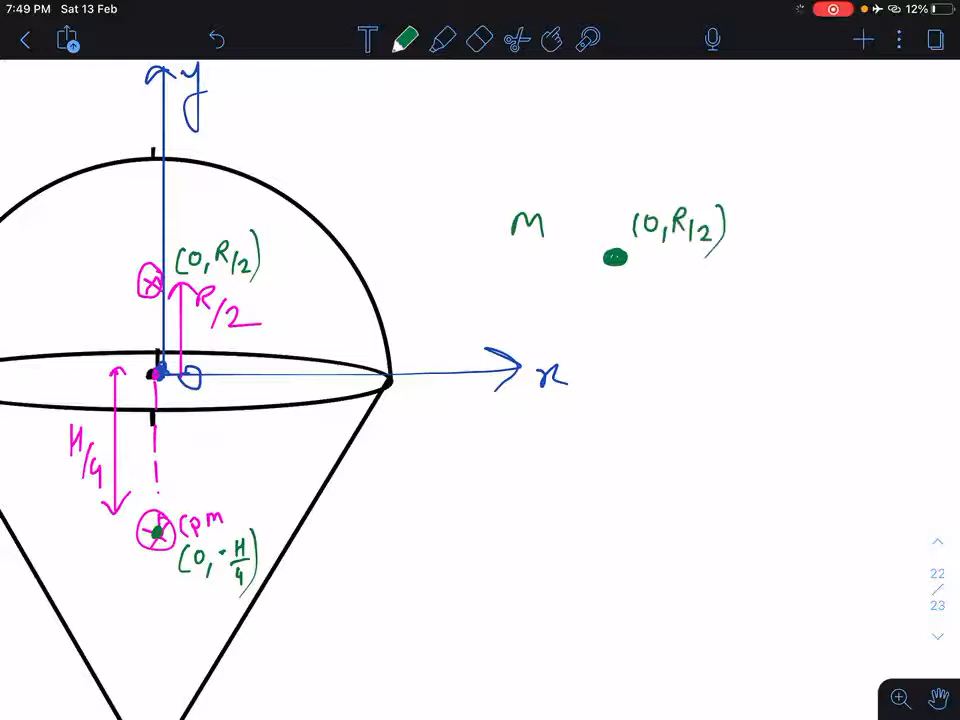 7:49 PM Sat 13 Feb
12%
T
y
M
(0, R/2)
(0, R/2)
R/2
O
x
H/4
CPM
(0, -H/4)
22
/
23